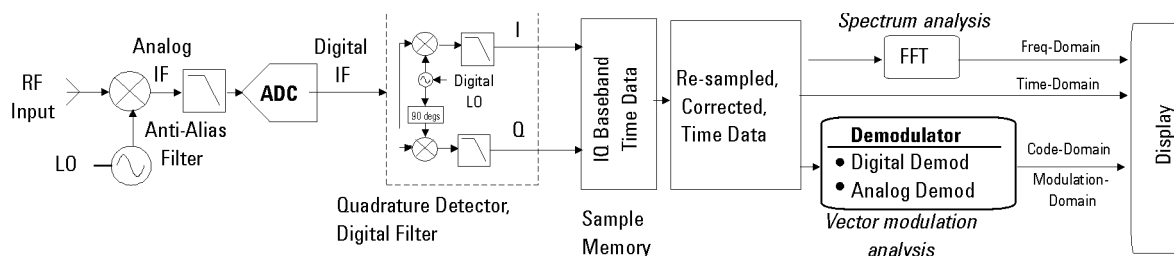 RF
Input
LO
Analog
IF
Anti-Alias
Filter
ADC
Digital
IF
I
Digital
LO
90 degs
Q
Quadrature Detector,
Digital Filter
IQ Baseband
Time Data
Sample
Memory
Re-sampled,
Corrected,
Time Data
Spectrum analysis
FFT
Freq-Domain
Time-Domain
Demodulator
• Digital Demod
• Analog Demod
Vector modulation
analysis
Code-Domain
Modulation-
Domain
Display